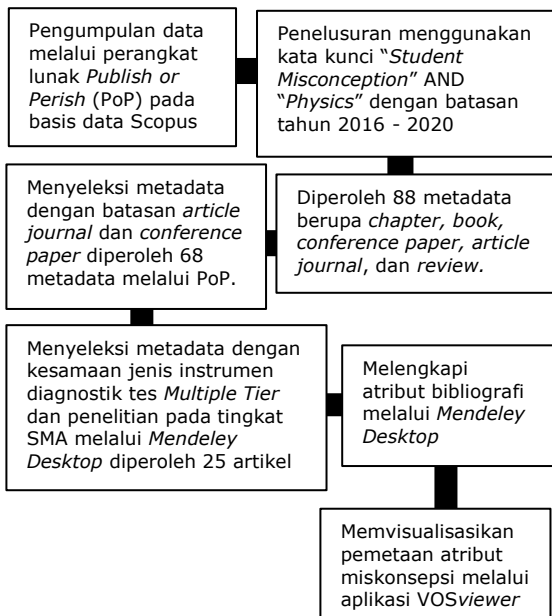 Pengumpulan data
melalui perangkat
lunak Publish or
Perish (PoP) pada
basis data Scopus
Penelusuran menggunakan
kata kunci “Student
Misconception” AND
“Physics” dengan batasan
tahun 2016 - 2020
Diperoleh 88 metadata
berupa chapter, book,
conference paper, article
journal, dan review.
Menyeleksi metadata
dengan batasan article
journal dan conference
paper diperoleh 68
metadata melalui PoP.
Menyeleksi metadata dengan
kesamaan jenis instrumen
diagnostik tes Multiple Tier
dan penelitian pada tingkat
SMA melalui Mendeley
Desktop diperoleh 25 artikel
Melengkapi
atribut bibliografi
melalui Mendeley
Desktop
Memvisualisasikan
pemetaan atribut
miskonsepsi melalui
aplikasi VOSviewer